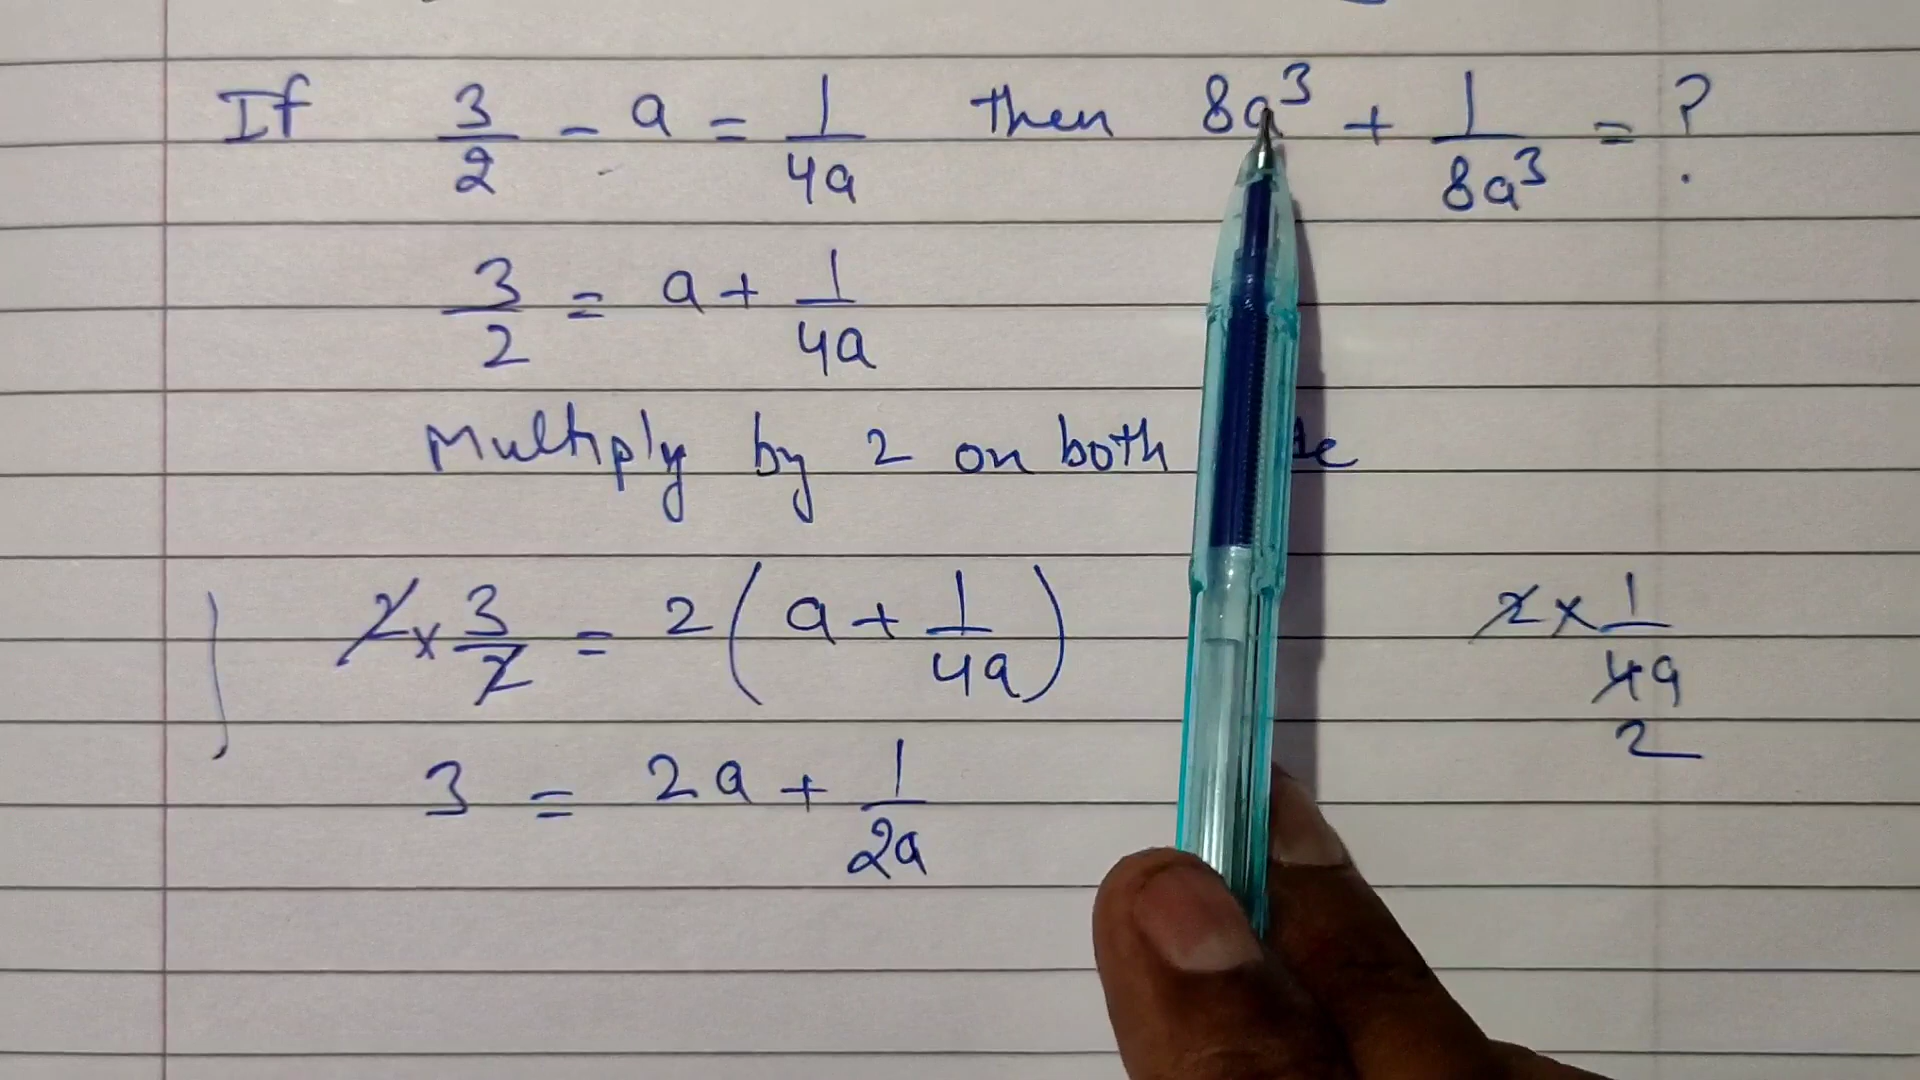 If 3/2 - a = 1/4a then 8a³ + 1/8a³ = ?
3/2 = a + 1/4a
Multiply by 2 on both
2 × 3/2 = 2(a + 1/4a) 2 × 1/4a
2
3 = 2a + 1/2a